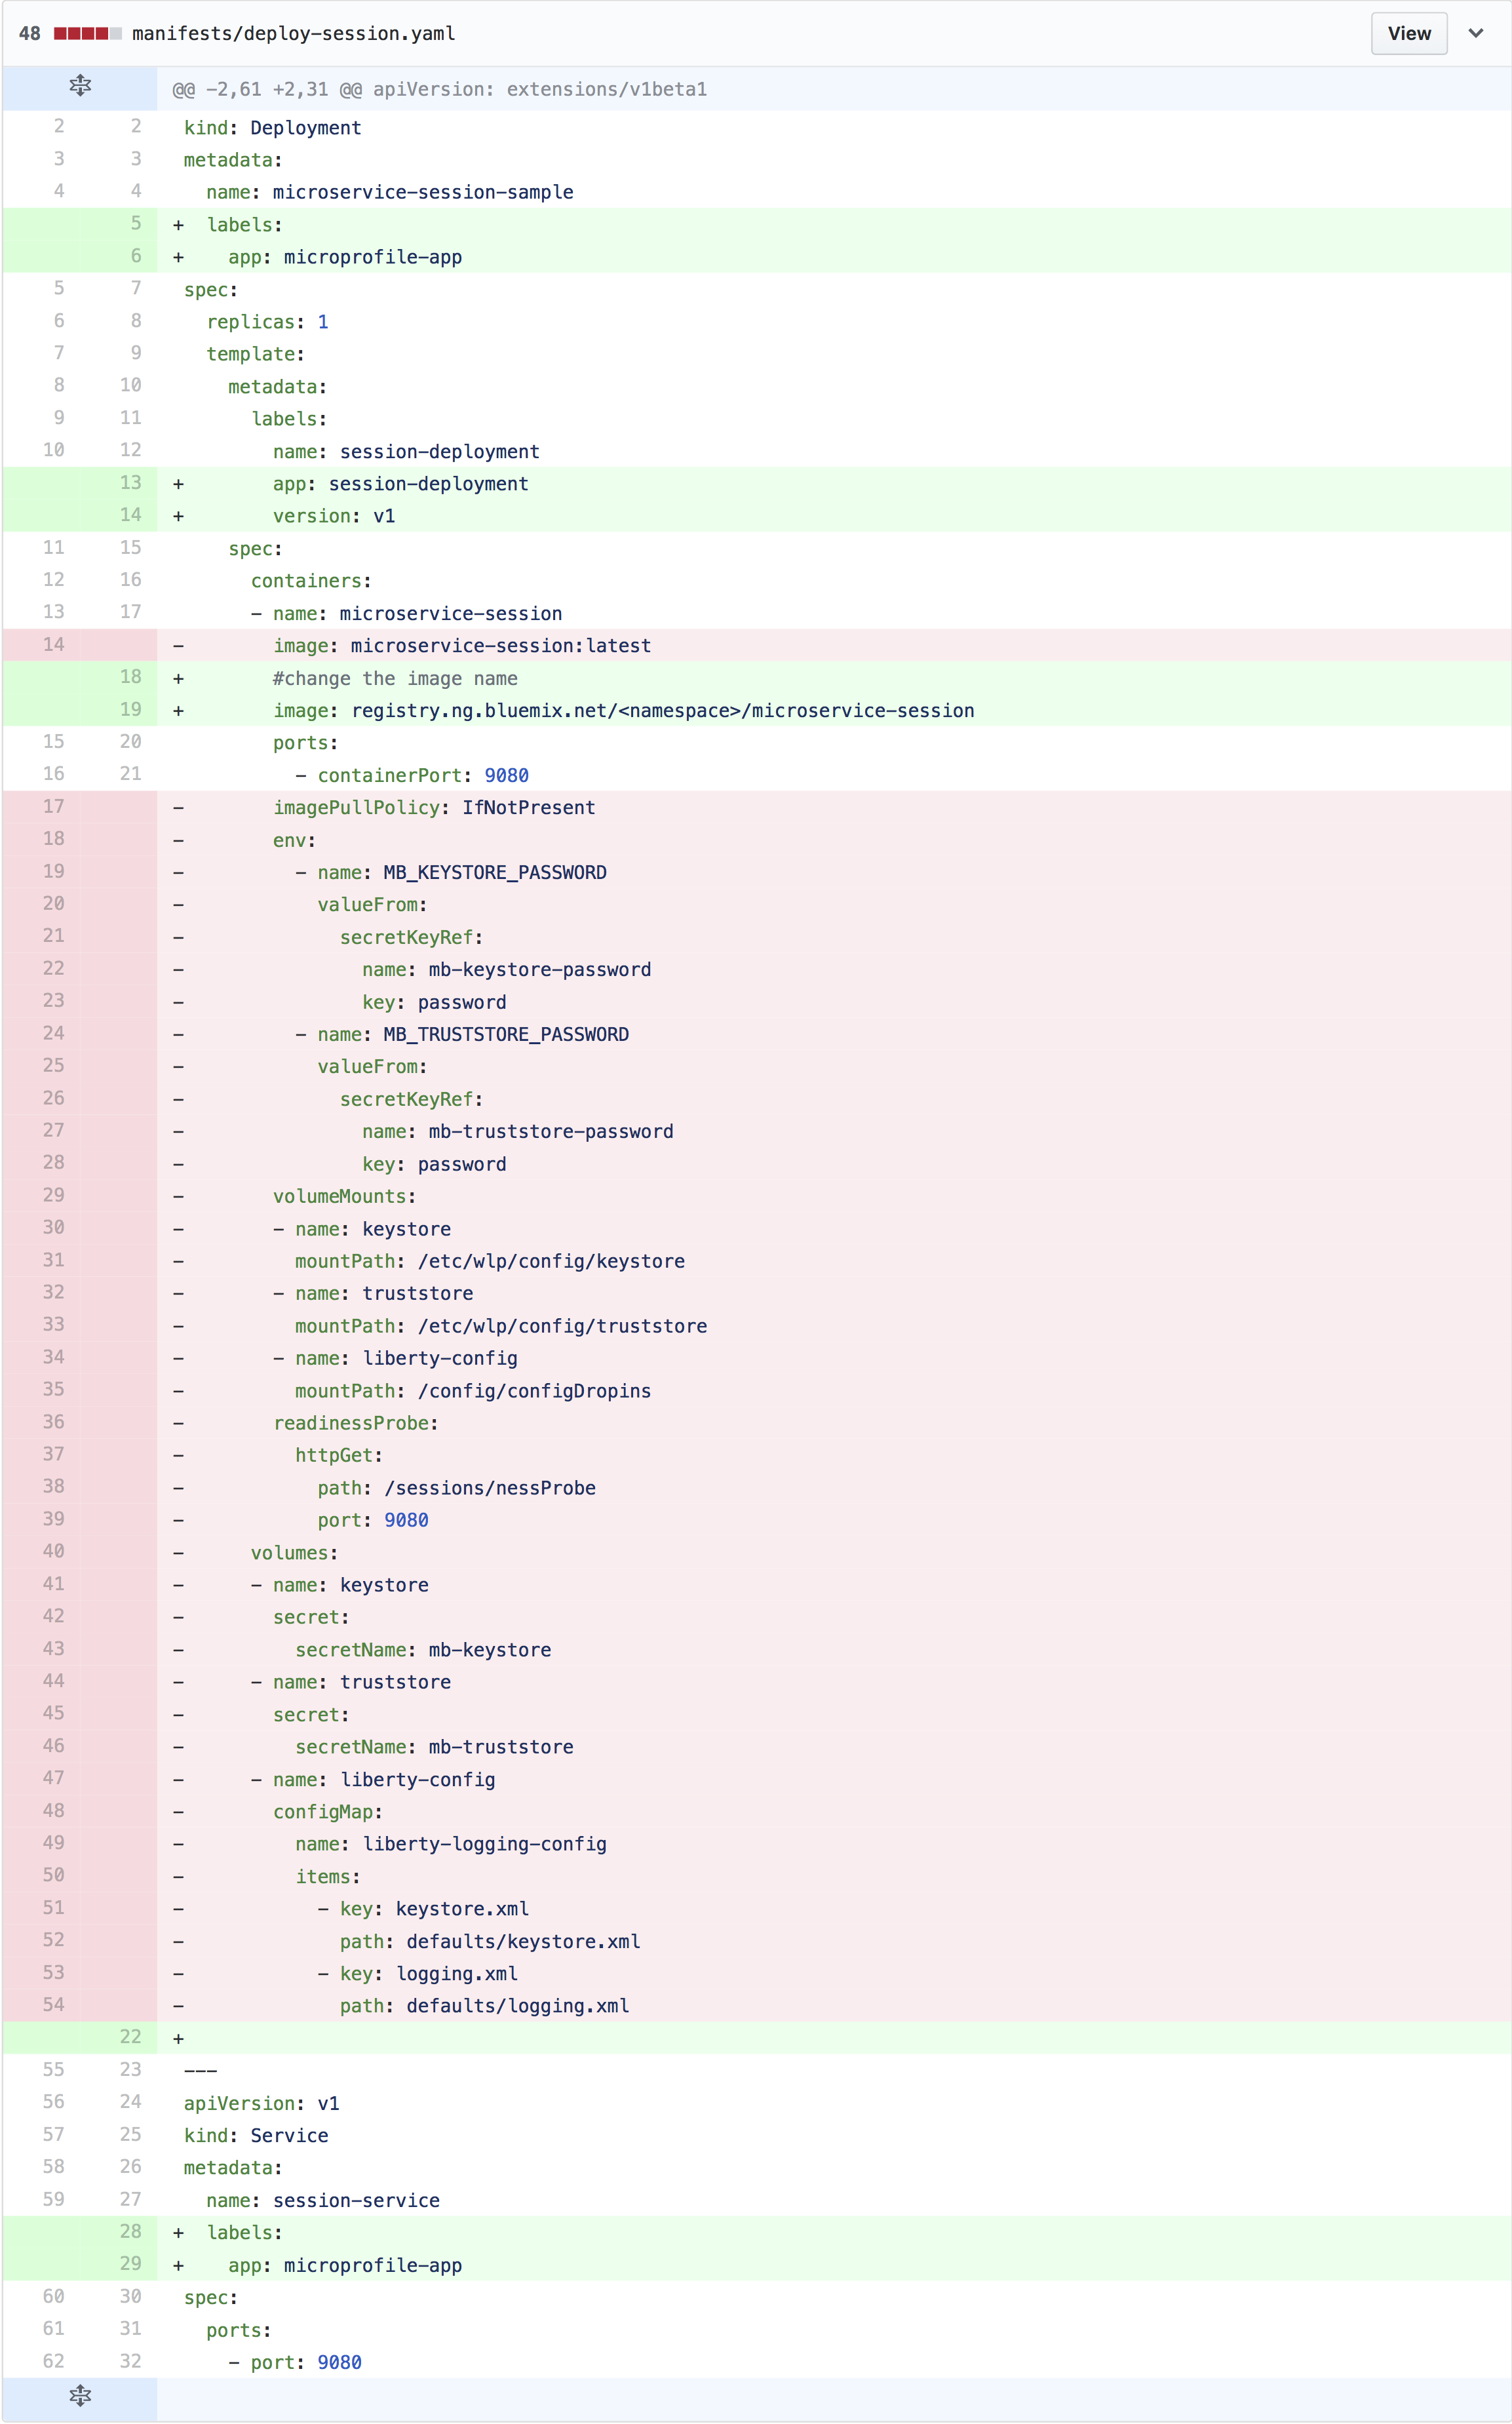 48 manifests/deploy-session.yaml View
@@ -2,61 +2,31 @@ apiVersion: extensions/v1beta1
2 2 kind: Deployment
3 3 metadata:
4 4   name: microservice-session-sample
5 +  labels:
6 +    app: microprofile-app
5 7 spec:
6 8   replicas: 1
7 9   template:
8 10     metadata:
9 11       labels:
10 12         name: session-deployment
13 +        app: session-deployment
14 +        version: v1
11 15     spec:
12 16       containers:
13 17       - name: microservice-session
14 -        image: microservice-session:latest
18 +        #change the image name
19 +        image: registry.ng.bluemix.net/<namespace>/microservice-session
15 20         ports:
16 21           - containerPort: 9080
17 -        imagePullPolicy: IfNotPresent
18 -        env:
19 -          - name: MB_KEYSTORE_PASSWORD
20 -            valueFrom:
21 -              secretKeyRef:
22 -                name: mb-keystore-password
23 -                key: password
24 -          - name: MB_TRUSTSTORE_PASSWORD
25 -            valueFrom:
26 -              secretKeyRef:
27 -                name: mb-truststore-password
28 -                key: password
29 -        volumeMounts:
30 -        - name: keystore
31 -          mountPath: /etc/wlp/config/keystore
32 -        - name: truststore
33 -          mountPath: /etc/wlp/config/truststore
34 -        - name: liberty-config
35 -          mountPath: /config/configDropins
36 -        readinessProbe:
37 -          httpGet:
38 -            path: /sessions/nessProbe
39 -            port: 9080
40 -      volumes:
41 -      - name: keystore
42 -        secret:
43 -          secretName: mb-keystore
44 -      - name: truststore
45 -        secret:
46 -          secretName: mb-truststore
47 -      - name: liberty-config
48 -        configMap:
49 -          name: liberty-logging-config
50 -          items:
51 -            - key: keystore.xml
52 -              path: defaults/keystore.xml
53 -            - key: logging.xml
54 -              path: defaults/logging.xml
22 +
55 23 ---
56 24 apiVersion: v1
57 25 kind: Service
58 26 metadata:
59 27   name: session-service
28 +  labels:
29 +    app: microprofile-app
60 30 spec:
61 31   ports:
62 32     - port: 9080